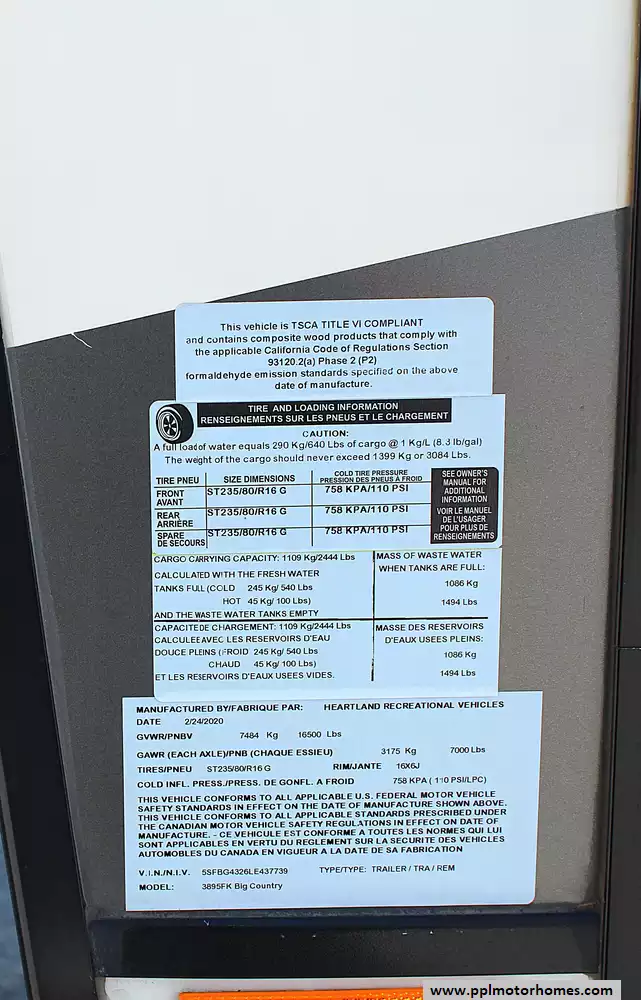 This vehicle is TSCA TITLE VI COMPLIANT
and contains composite wood products that comply with
the applicable California Code of Regulations Section
93120.2(a) Phase 2 (P2)
formaldehyde emission standards specified on the above
date of manufacture.
TIRE AND LOADING INFORMATION
RENSEIGNEMENTS SUR LES PNEUS ET LE CHARGEMENT
CAUTION:
A full load of water equals 290 Kg/640 Lbs of cargo @ 1 Kg/L (8.3 lb/gal)
The weight of the cargo should never exceed 1399 Kg or 3084 Lbs.
TIRE PNEU SIZE DIMENSIONS COLD TIRE PRESSURE
PRESSION DES PNEUS À FROID
FRONT
AVANT ST235/80/R16 G 758 KPA/110 PSI
REAR
ARRIÈRE ST235/80/R16 G 758 KPA/110 PSI
SPARE
DE SECOURS ST235/80/R16 G 758 KPA/110 PSI
SEE OWNER'S
MANUAL FOR
ADDITIONAL
INFORMATION
VOIR LE MANUEL
DE L'USAGER
POUR PLUS DE
RENSEIGNEMENTS
CARGO CARRYING CAPACITY: 1109 Kg/2444 Lbs
CALCULATED WITH THE FRESH WATER
TANKS FULL (COLD 245 Kg/ 540 Lbs
HOT 45 Kg/ 100 Lbs)
AND THE WASTE WATER TANKS EMPTY
MASS OF WASTE WATER
WHEN TANKS ARE FULL:
1086 Kg
1494 Lbs
CAPACITE DE CHARGEMENT: 1109 Kg/2444 Lbs
CALCULEE AVEC LES RESERVOIRS D'EAU
DOUCE PLEINS (FROID 245 Kg/ 540 Lbs
CHAUD 45 Kg/ 100 Lbs)
ET LES RESERVOIRS D'EAUX USEES VIDES.
MASSE DES RESERVOIRS
D'EAUX USEES PLEINS:
1086 Kg
1494 Lbs
MANUFACTURED BY/FABRIQUE PAR: HEARTLAND RECREATIONAL VEHICLES
DATE 2/24/2020
GVWR/PNBV 7484 Kg 16500 Lbs
GAWR (EACH AXLE)/PNB (CHAQUE ESSIEU) 3175 Kg 7000 Lbs
TIRES/PNEU ST235/80/R16 G RIM/JANTE 16X6J
COLD INFL. PRESS./PRESS. DE GONFL. A FROID 758 KPA ( 110 PSI/LPC)
THIS VEHICLE CONFORMS TO ALL APPLICABLE U.S. FEDERAL MOTOR VEHICLE
SAFETY STANDARDS IN EFFECT ON THE DATE OF MANUFACTURE SHOWN ABOVE.
THIS VEHICLE CONFORMS TO ALL APPLICABLE STANDARDS PRESCRIBED UNDER
THE CANADIAN MOTOR VEHICLE SAFETY REGULATIONS IN EFFECT ON DATE OF
MANUFACTURE. - CE VEHICULE EST CONFORME A TOUTES LES NORMES QUI LUI
SONT APPLICABLES EN VERTU DU REGLEMENT SUR LA SECURITE DES VEHICLES
AUTOMOBILES DU CANADA EN VIGUEUR A LA DATE DE SA FABRICATION
V.I.N./N.I.V. 5SFBG4326LE437739 TYPE/TYPE: TRAILER / TRA / REM
MODEL: 3895FK Big Country
www.pplmotorhomes.com